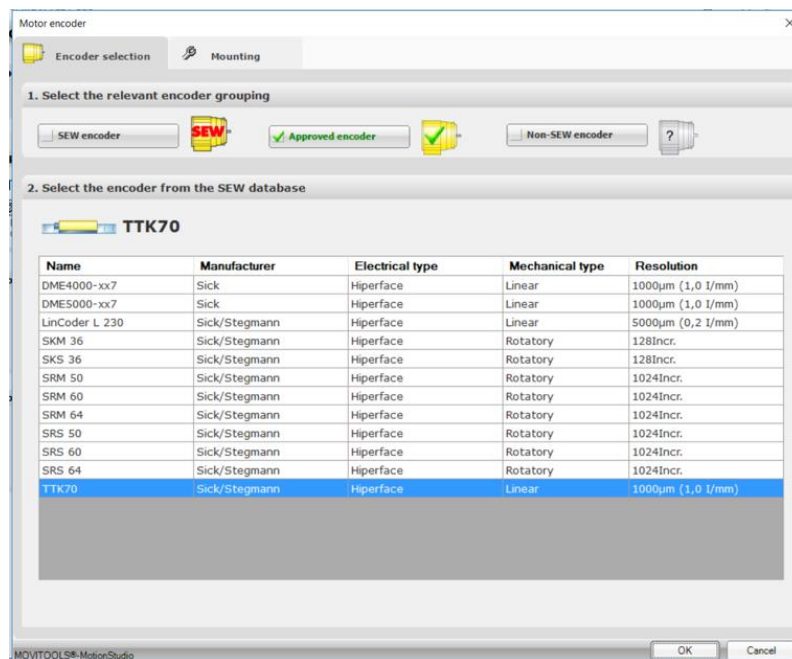 Motor encoder
Encoder selection Mounting
1. Select the relevant encoder grouping
SEW encoder SEW Approved encoder Non-SEW encoder ?
2. Select the encoder from the SEW database
TTK70
Name Manufacturer Electrical type Mechanical type Resolution
DME4000-xx7 Sick Hiperface Linear 1000µm (1,0 I/mm)
DME5000-xx7 Sick Hiperface Linear 1000µm (1,0 I/mm)
LinCoder L 230 Sick/Stegmann Hiperface Linear 5000µm (0,2 I/mm)
SKM 36 Sick/Stegmann Hiperface Rotatory 128Incr.
SKS 36 Sick/Stegmann Hiperface Rotatory 128Incr.
SRM 50 Sick/Stegmann Hiperface Rotatory 1024Incr.
SRM 60 Sick/Stegmann Hiperface Rotatory 1024Incr.
SRM 64 Sick/Stegmann Hiperface Rotatory 1024Incr.
SRS 50 Sick/Stegmann Hiperface Rotatory 1024Incr.
SRS 60 Sick/Stegmann Hiperface Rotatory 1024Incr.
SRS 64 Sick/Stegmann Hiperface Rotatory 1024Incr.
TTK70 Sick/Stegmann Hiperface Linear 1000µm (1,0 I/mm)
OK Cancel
MOVITOOLS®-MotionStudio